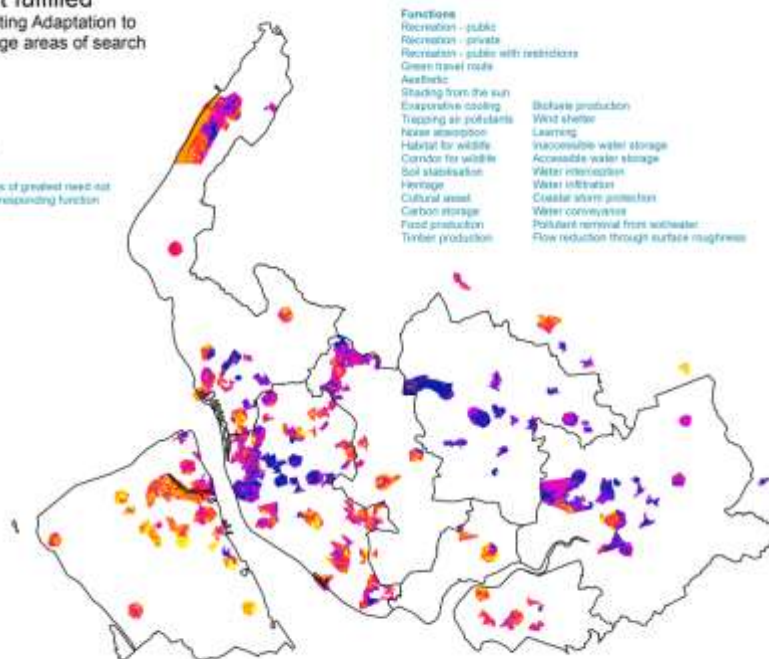 t fulfilled
ting Adaptation to
ge areas of search
s of greatest need not
responding function
Functions
Recreation - public
Recreation - private
Recreation - public with restrictions
Green travel route
Aesthetic
Shading from the sun
Evaporative cooling
Trapping air pollutants
Noise absorption
Habitat for wildlife
Corridor for wildlife
Soil stabilisation
Heritage
Cultural asset
Carbon storage
Food production
Timber production
Biofuels production
Wind shelter
Learning
Inaccessible water storage
Accessible water storage
Water interception
Water infiltration
Coastal storm protection
Water conveyance
Pollutant removal from soil/water
Flow reduction through surface roughness